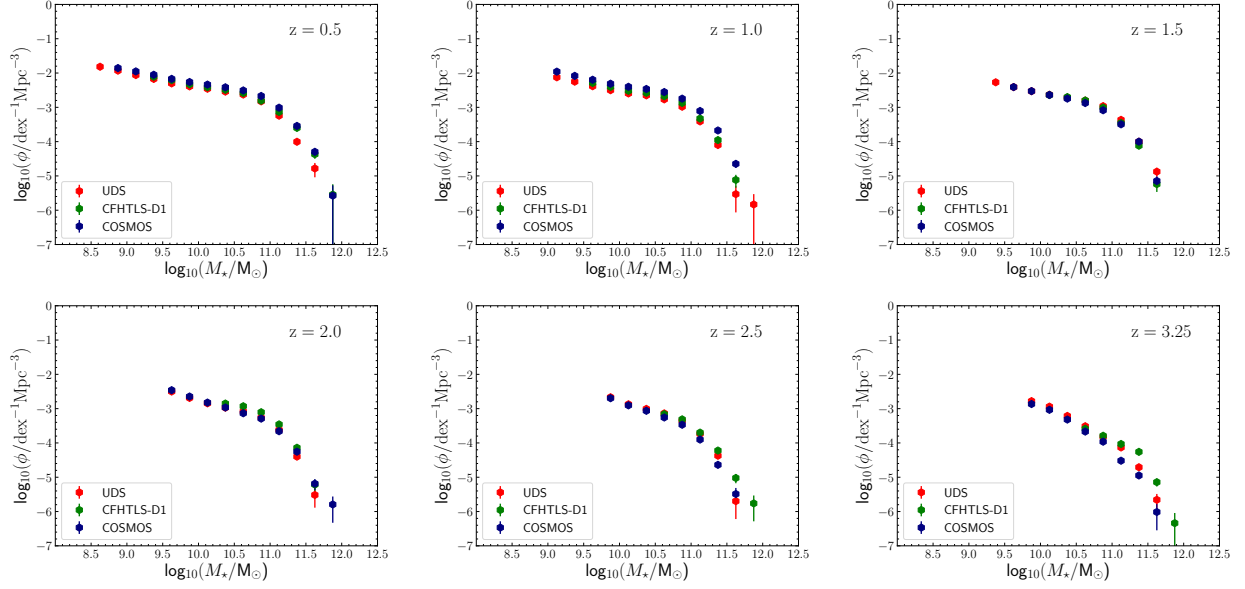 z = 0.5
log₁₀(ϕ/dex⁻¹Mpc⁻³)
0
−1
−2
−3
−4
−5
−6
−7
UDS
CFHTLS-D1
COSMOS
8.5 9.0 9.5 10.0 10.5 11.0 11.5 12.0 12.5
log₁₀(M⋆/M⊙)
z = 1.0
log₁₀(ϕ/dex⁻¹Mpc⁻³)
0
−1
−2
−3
−4
−5
−6
−7
UDS
CFHTLS-D1
COSMOS
8.5 9.0 9.5 10.0 10.5 11.0 11.5 12.0 12.5
log₁₀(M⋆/M⊙)
z = 1.5
log₁₀(ϕ/dex⁻¹Mpc⁻³)
0
−1
−2
−3
−4
−5
−6
−7
UDS
CFHTLS-D1
COSMOS
8.5 9.0 9.5 10.0 10.5 11.0 11.5 12.0 12.5
log₁₀(M⋆/M⊙)
z = 2.0
log₁₀(ϕ/dex⁻¹Mpc⁻³)
0
−1
−2
−3
−4
−5
−6
−7
UDS
CFHTLS-D1
COSMOS
8.5 9.0 9.5 10.0 10.5 11.0 11.5 12.0 12.5
log₁₀(M⋆/M⊙)
z = 2.5
log₁₀(ϕ/dex⁻¹Mpc⁻³)
0
−1
−2
−3
−4
−5
−6
−7
UDS
CFHTLS-D1
COSMOS
8.5 9.0 9.5 10.0 10.5 11.0 11.5 12.0 12.5
log₁₀(M⋆/M⊙)
z = 3.25
log₁₀(ϕ/dex⁻¹Mpc⁻³)
0
−1
−2
−3
−4
−5
−6
−7
UDS
CFHTLS-D1
COSMOS
8.5 9.0 9.5 10.0 10.5 11.0 11.5 12.0 12.5
log₁₀(M⋆/M⊙)